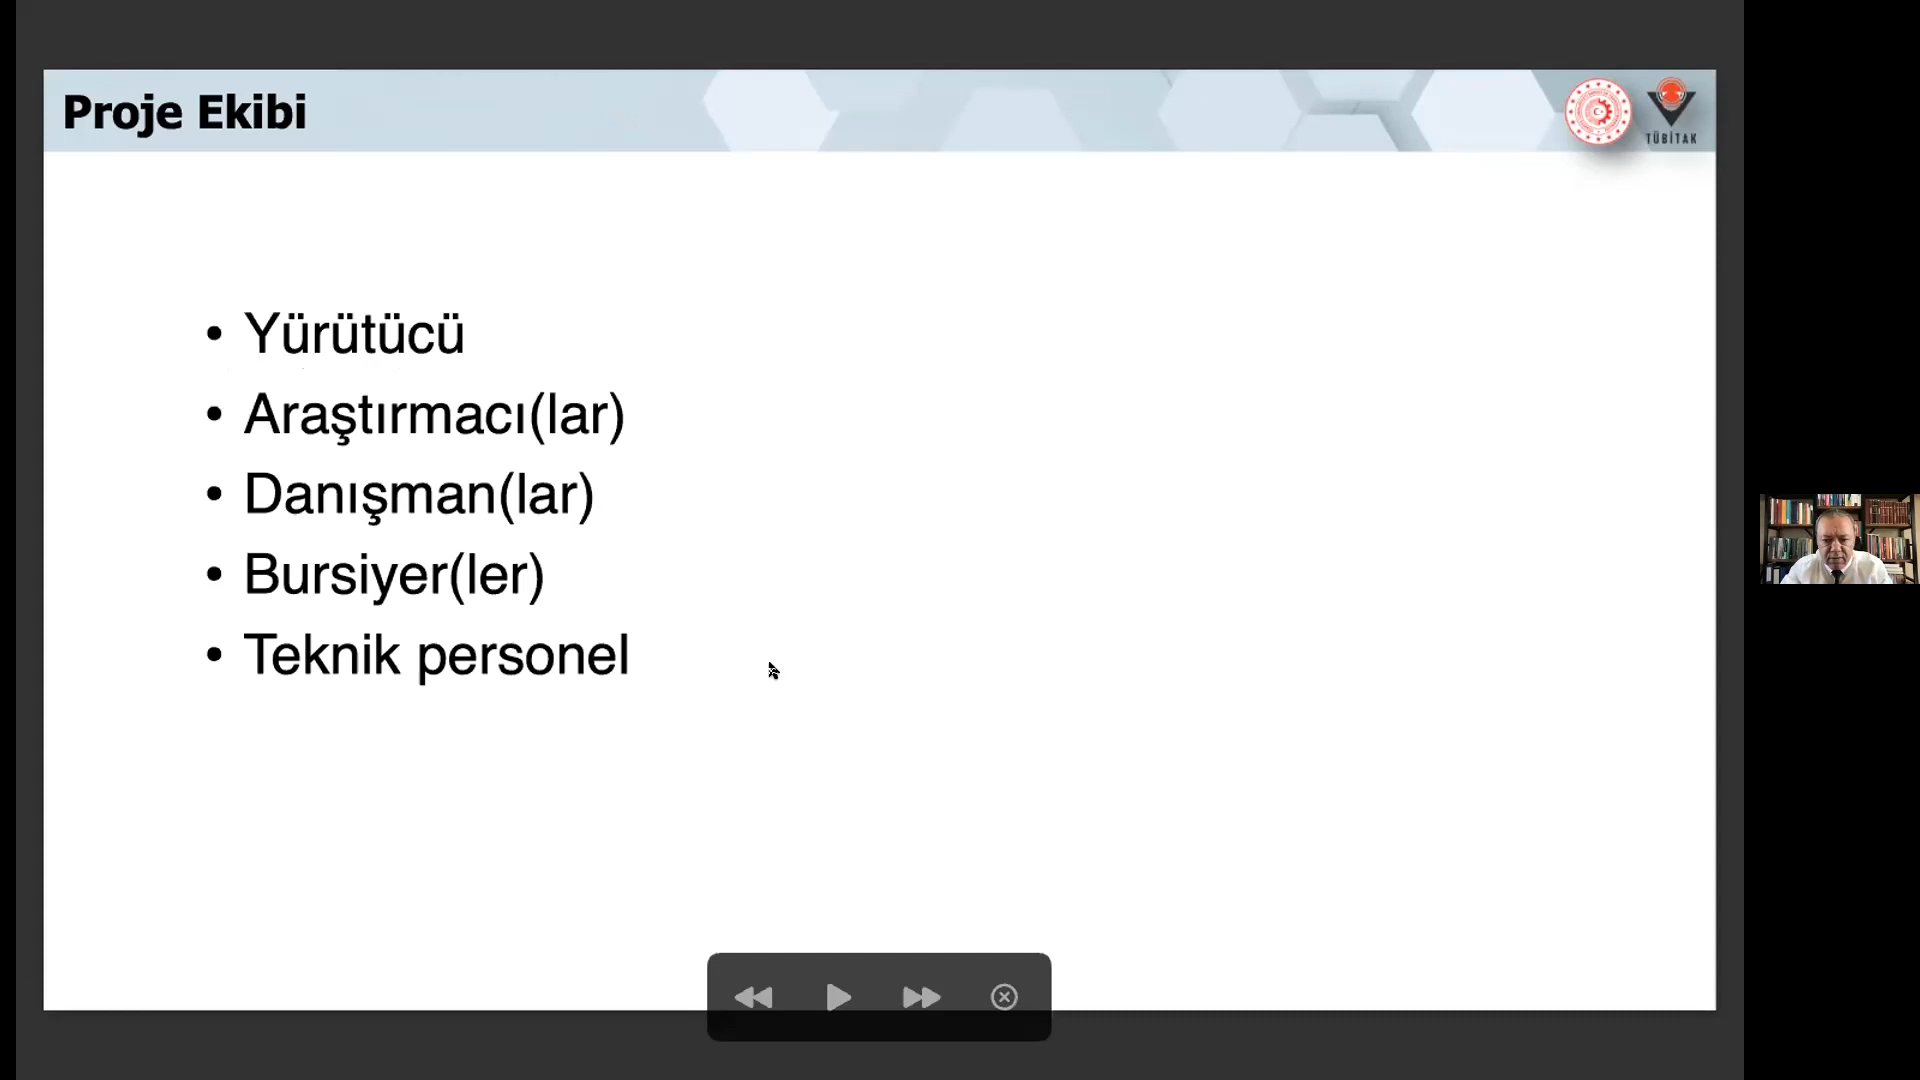 Proje Ekibi
TÜBİTAK
• Yürütücü
• Araştırmacı(lar)
• Danışman(lar)
• Bursiyer(ler)
• Teknik personel